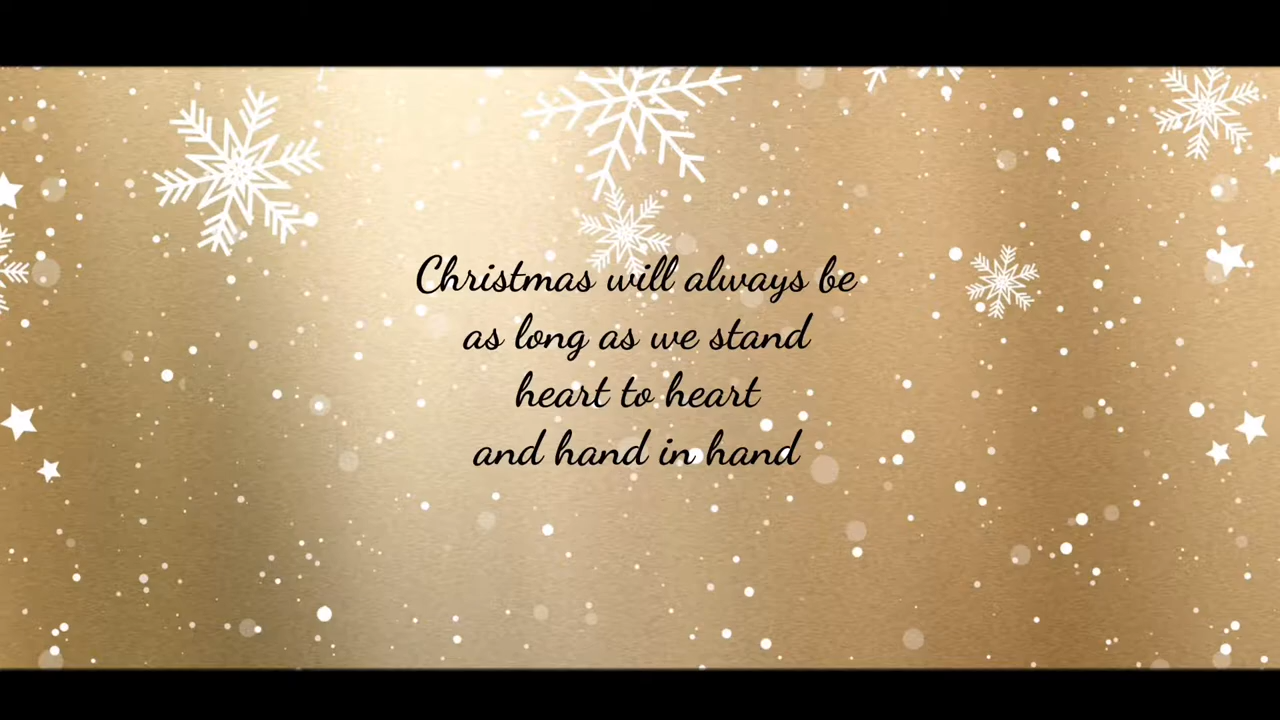 Christmas will always be
as long as we stand
heart to heart
and hand in hand